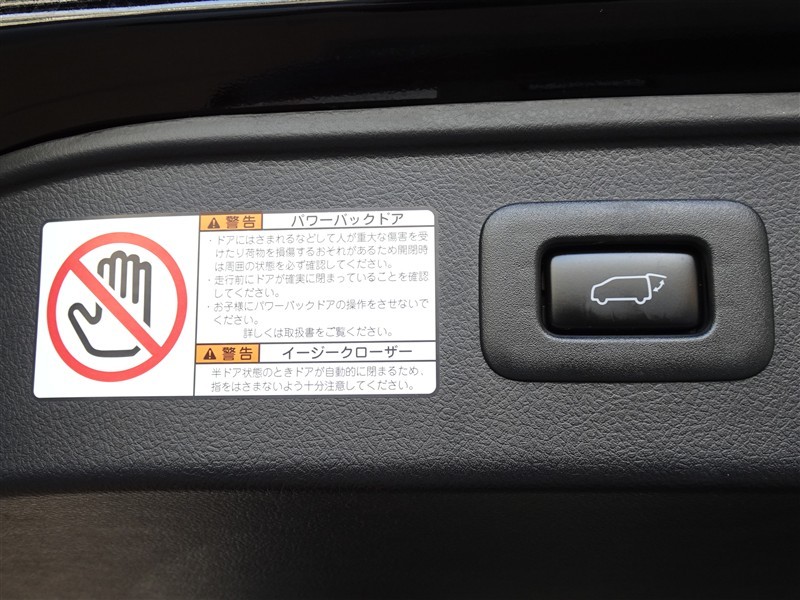 警告 パワーバックドア
・ドアにはさまれるなどして人が重大な傷害を受
けたり荷物を損傷するおそれがあるため開閉時
は周囲の状態を必ず確認してください。
・走行前にドアが確実に閉まっていることを確認
してください。
・お子様にパワーバックドアの操作をさせないで
ください。
詳しくは取扱書をご覧ください。
警告 イージークローザー
半ドア状態のときドアが自動的に閉まるため、
指をはさまないよう十分注意してください。